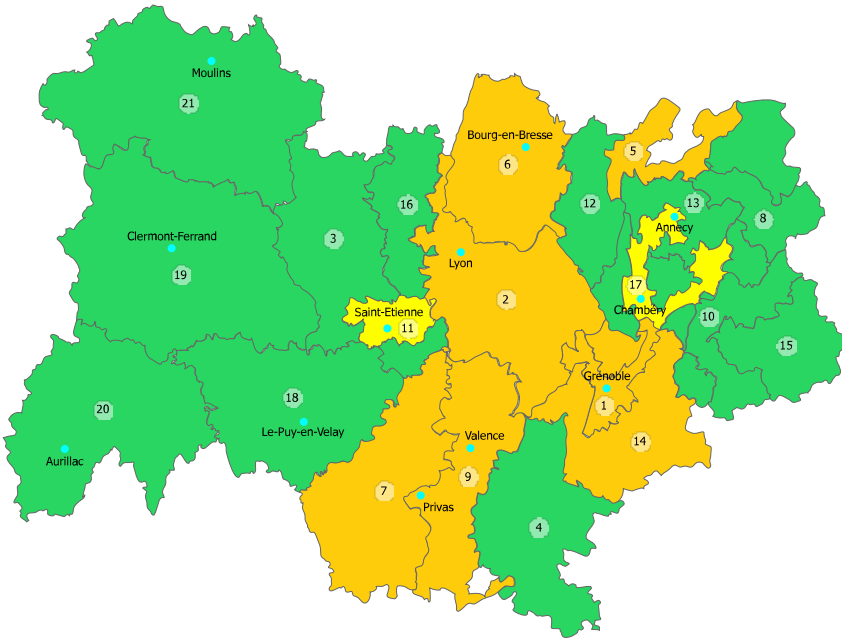 Moulins
21
Bourg-en-Bresse
6
5
16
12
13
8
Annecy
Clermont-Ferrand
3
19
Lyon
17
2
Chambéry
10
Saint-Etienne
11
15
Grenoble
18
1
20
Le-Puy-en-Velay
Valence
14
Aurillac
9
7
Privas
4